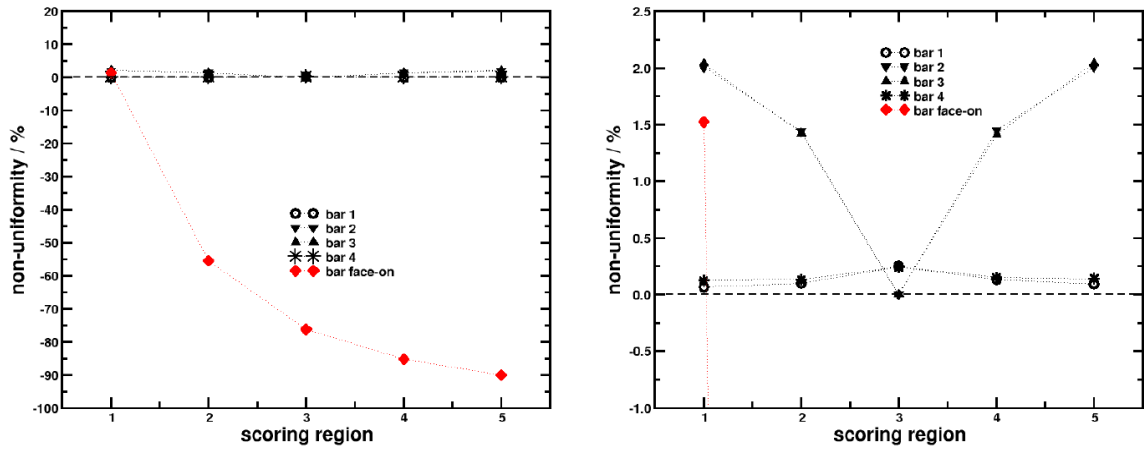 20
10
0
-10
-20
-30
-40
-50
-60
-70
-80
-90
-100
non-uniformity / %
bar 1
bar 2
bar 3
bar 4
bar face-on
1 2 3 4 5
scoring region
2.5
2.0
1.5
1.0
0.5
0.0
-0.5
-1.0
non-uniformity / %
bar 1
bar 2
bar 3
bar 4
bar face-on
1 2 3 4 5
scoring region